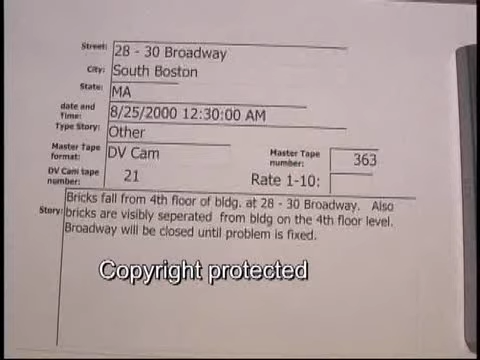 Street: 28 - 30 Broadway
City: South Boston
State: MA
date and Time: 8/25/2000 12:30:00 AM
Type Story: Other
Master Tape format: DV Cam Master Tape number: 363
DV Cam tape number: 21 Rate 1-10:
Bricks fall from 4th floor of bldg. at 28 - 30 Broadway. Also
Story: bricks are visibly seperated from bldg on the 4th floor level.
Broadway will be closed until problem is fixed.
Copyright protected